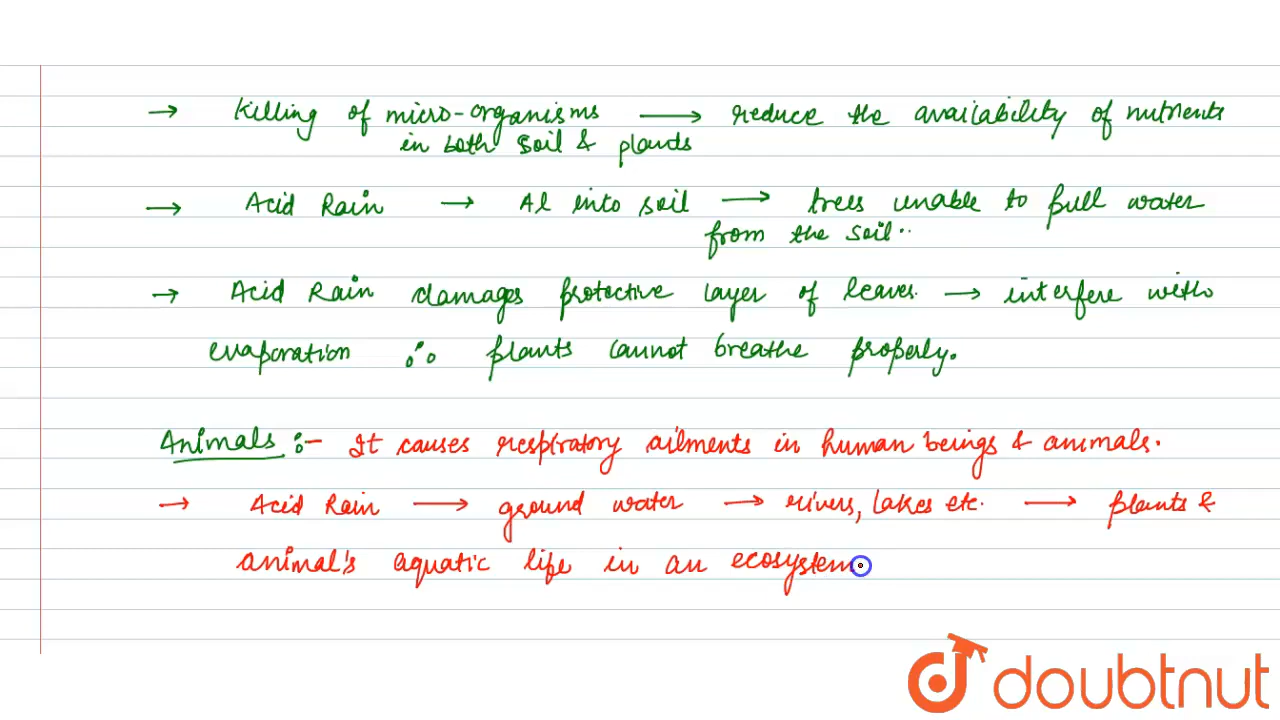 → Killing of micro-organisms → reduce the availability of nutrients
in both soil & plants
→ Acid Rain → Al into soil → trees unable to pull water
from the soil..
→ Acid Rain damages protective layer of leaves. → interfere with
evaporation ∴ plants cannot breathe properly.
Animals :- It causes respiratory ailments in human beings & animals.
→ Acid Rain → ground water → rivers, lakes etc. → plants &
animal's aquatic life in an ecosystem
doubtnut